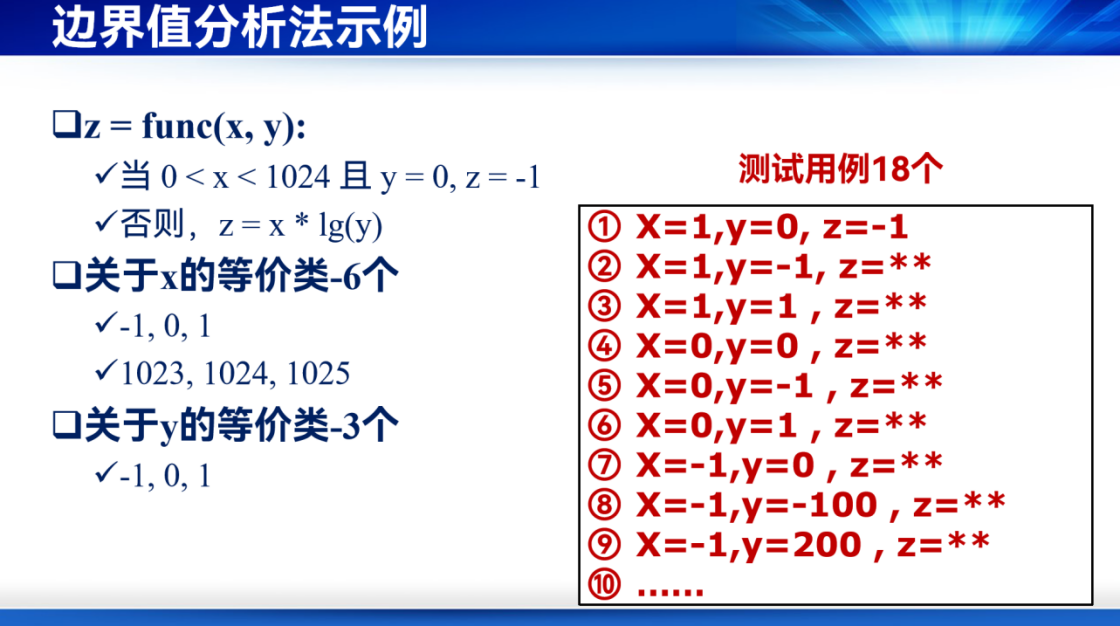 边界值分析法示例
❑z = func(x, y):
✓当 0 < x < 1024 且 y = 0, z = -1
✓否则，z = x * lg(y)
❑关于x的等价类-6个
✓-1, 0, 1
✓1023, 1024, 1025
❑关于y的等价类-3个
✓-1, 0, 1
测试用例18个
① X=1,y=0, z=-1
② X=1,y=-1, z=**
③ X=1,y=1 , z=**
④ X=0,y=0 , z=**
⑤ X=0,y=-1 , z=**
⑥ X=0,y=1 , z=**
⑦ X=-1,y=0 , z=**
⑧ X=-1,y=-100 , z=**
⑨ X=-1,y=200 , z=**
⑩ ......